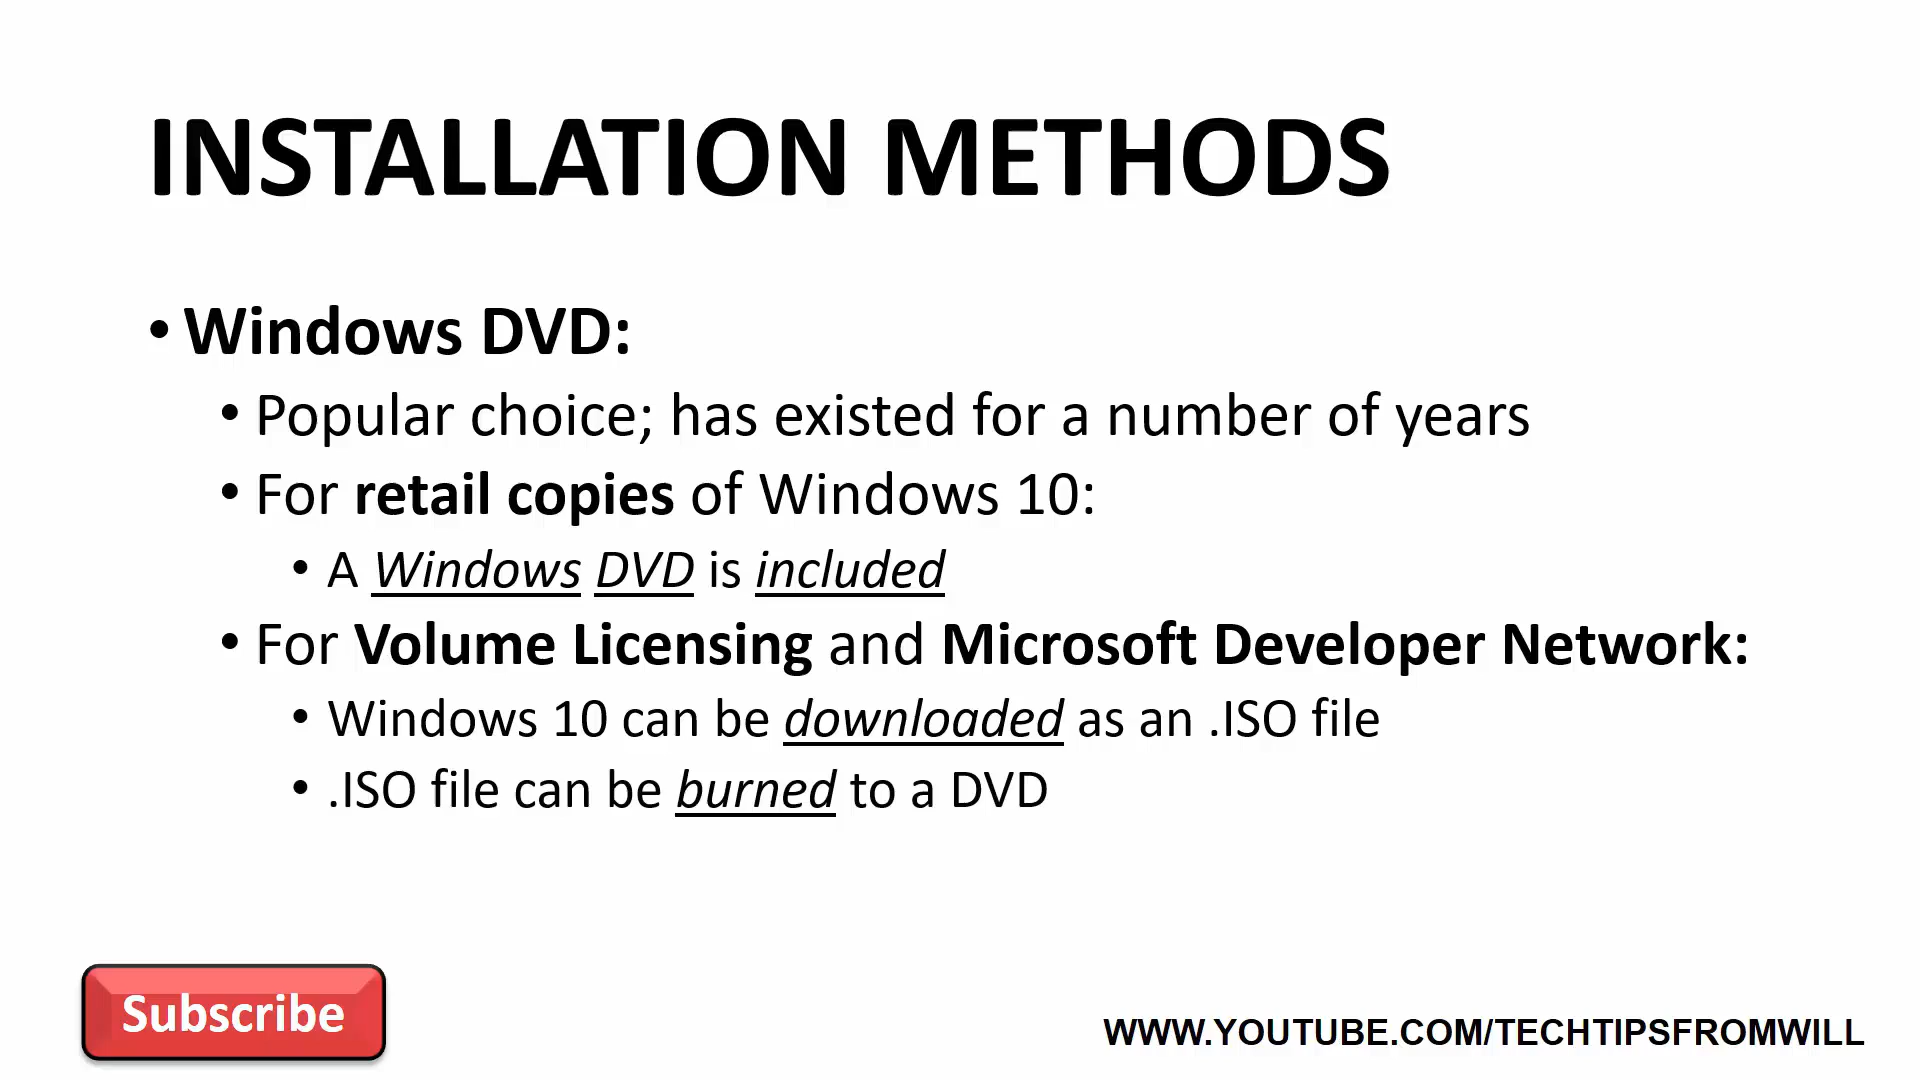 INSTALLATION METHODS
• Windows DVD:
• Popular choice; has existed for a number of years
• For retail copies of Windows 10:
• A Windows DVD is included
• For Volume Licensing and Microsoft Developer Network:
• Windows 10 can be downloaded as an .ISO file
• .ISO file can be burned to a DVD
Subscribe
WWW.YOUTUBE.COM/TECHTIPSFROMWILL